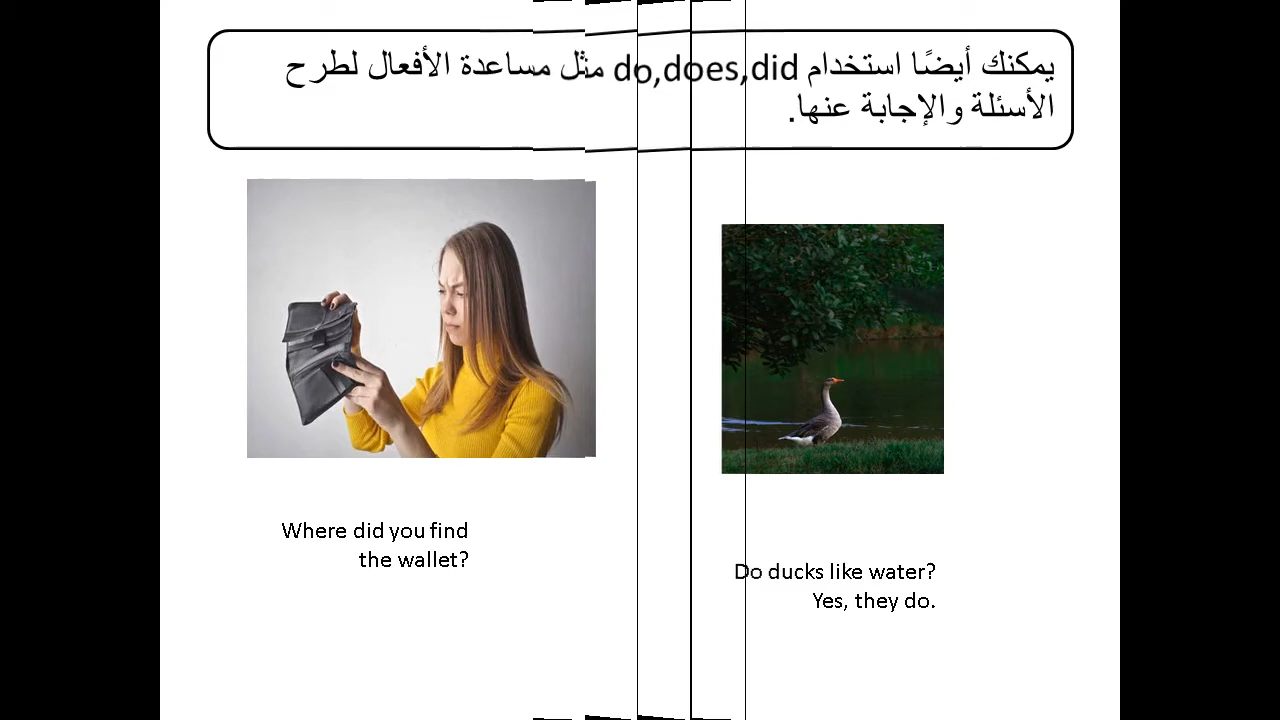 يمكنك أيضًا استخدام do,does,did مثل مساعدة الأفعال لطرح
الأسئلة والإجابة عنها.
Where did you find
the wallet?
Do ducks like water?
Yes, they do.